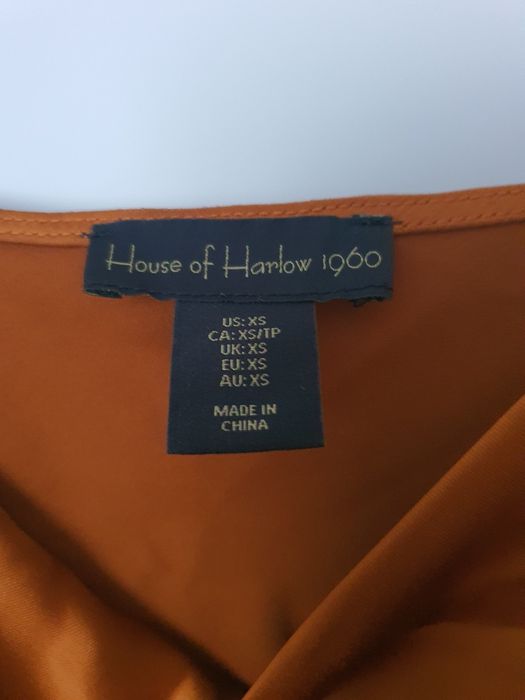 House of Harlow 1960
US: XS
CA: XS/TP
UK: XS
EU: XS
AU: XS
MADE IN
CHINA